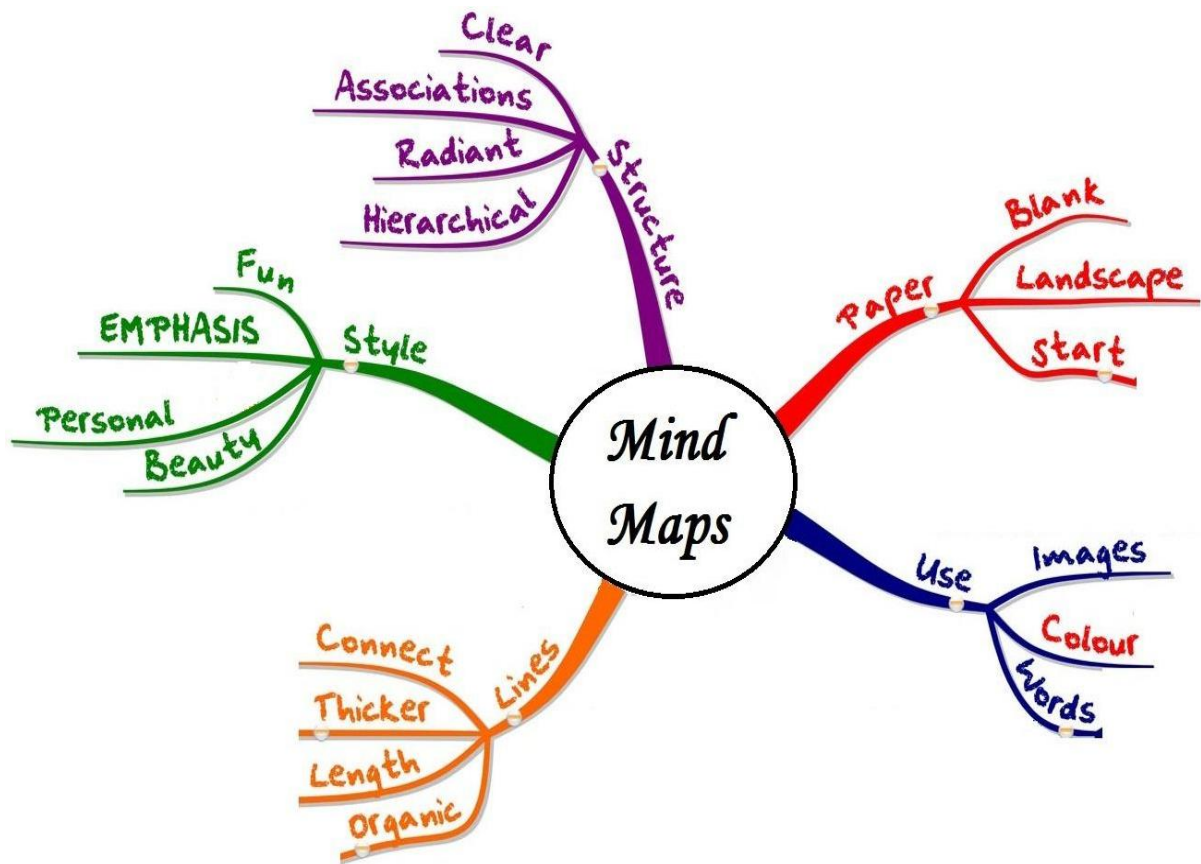 Mind
Maps
Structure
Clear
Associations
Radiant
Hierarchical
Paper
Blank
Landscape
Start
Use
Images
Colour
Words
Lines
Connect
Thicker
Length
Organic
Style
Fun
EMPHASIS
Personal
Beauty